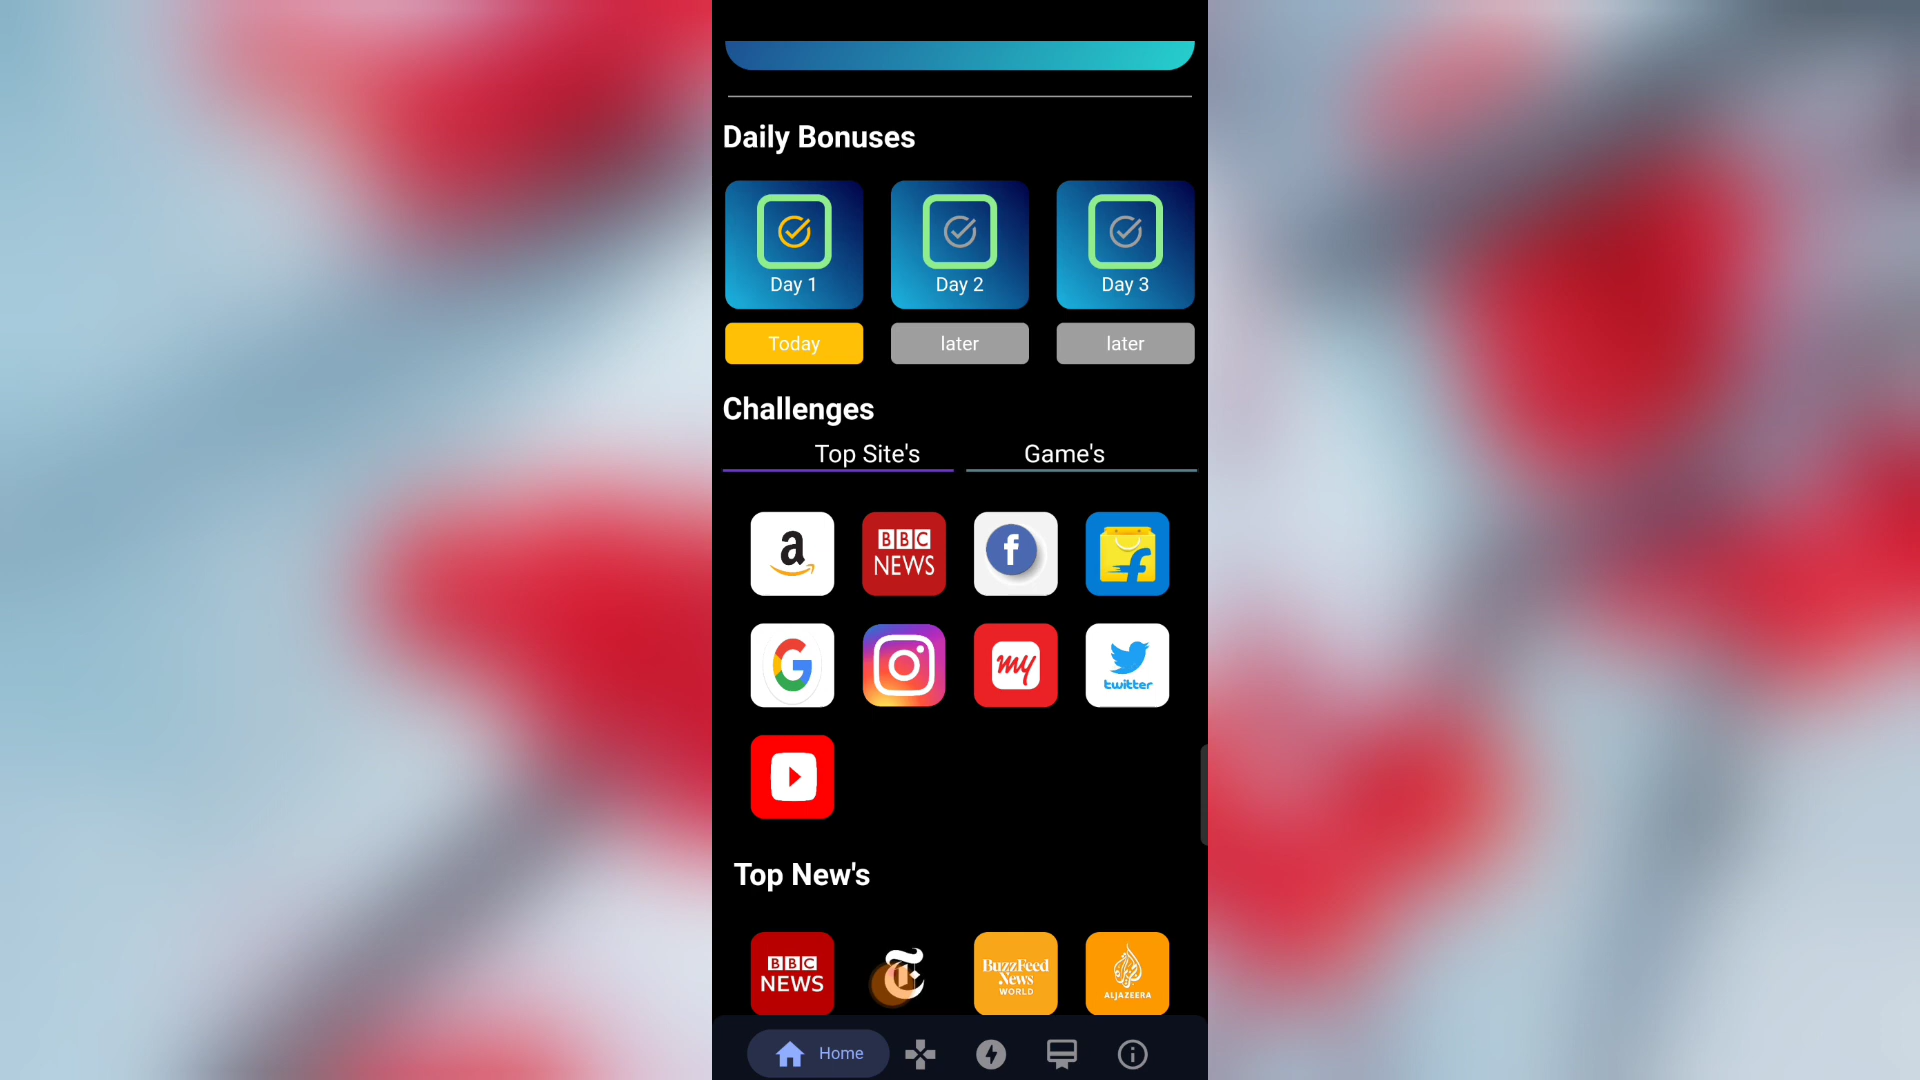 Daily Bonuses
Day 1
Day 2
Day 3
Today
later
later
Challenges
Top Site's
Game's
a
BBC
NEWS
f
f
G
my
twitter
Top New's
BBC
NEWS
T
BuzzFeed
News
WORLD
ALJAZEERA
Home